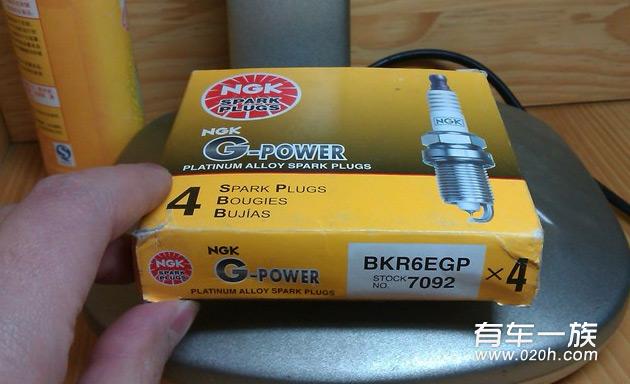 NGK
SPARK
PLUGS
NGK
G-POWER
PLATINUM ALLOY SPARK PLUGS
NGK
4
SPARK PLUGS
BOUGIES
BUJÍAS
NGK
SPARK
PLUGS
NGK
G-POWER
PLATINUM ALLOY SPARK PLUGS
BKR6EGP
STOCK NO. 7092
×4
有车一族
www.020h.com